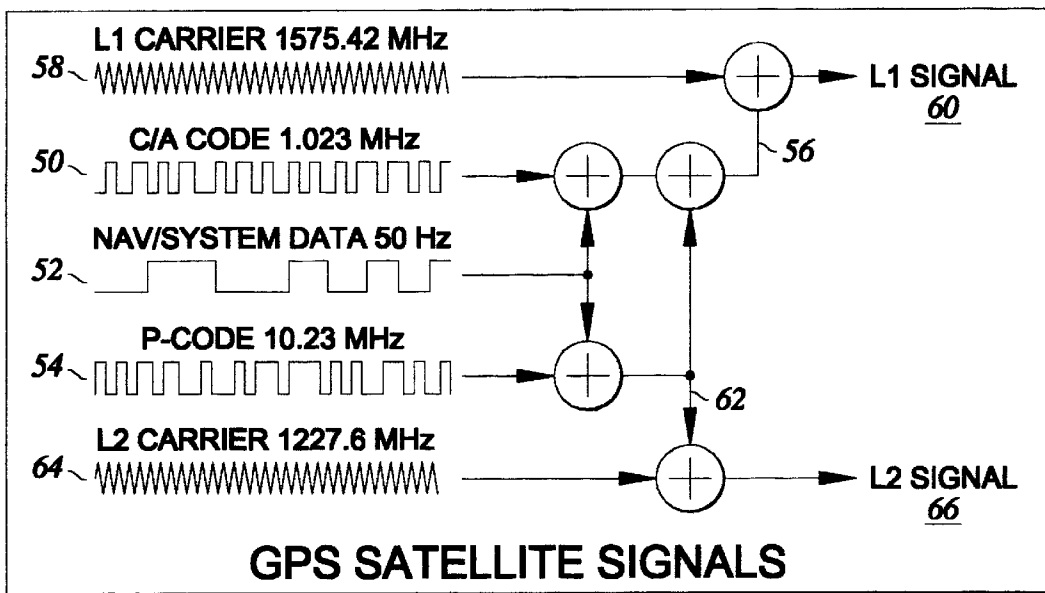 L1 CARRIER 1575.42 MHz
58
L1 SIGNAL
60
C/A CODE 1.023 MHz
50
56
NAV/SYSTEM DATA 50 Hz
52
P-CODE 10.23 MHz
54
62
L2 CARRIER 1227.6 MHz
64
L2 SIGNAL
66
GPS SATELLITE SIGNALS